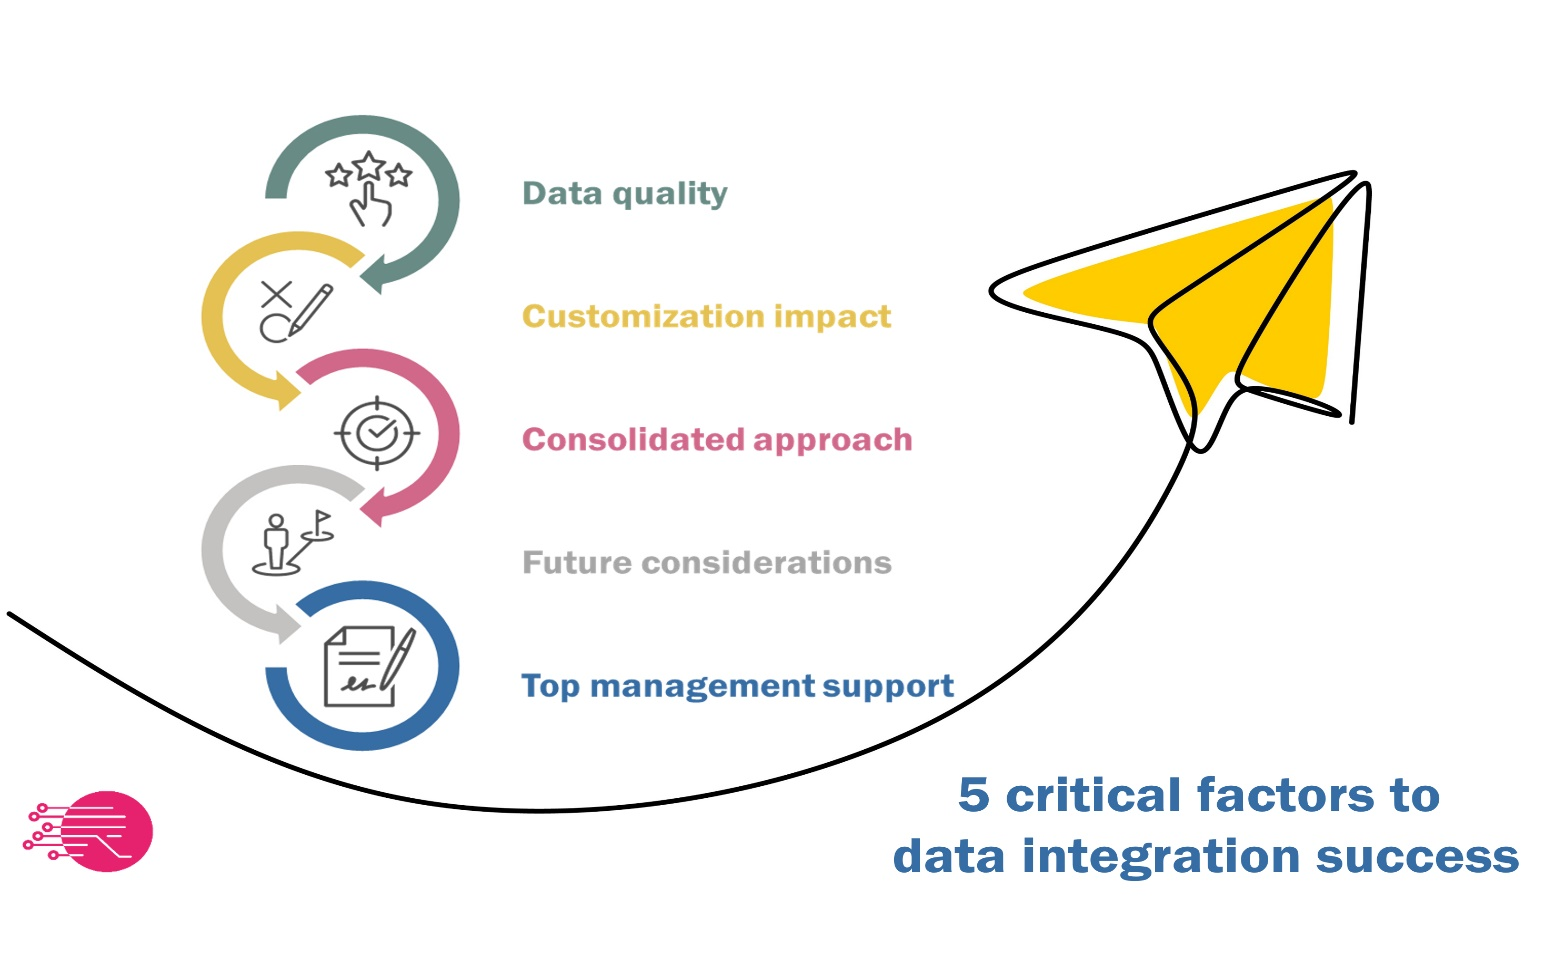 Data quality
Customization impact
Consolidated approach
Future considerations
Top management support
5 critical factors to
data integration success